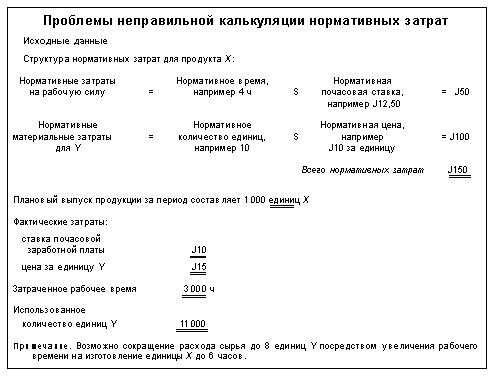 Проблемы неправильной калькуляции нормативных затрат
Исходные данные
Структура нормативных затрат для продукта X:
Нормативные затраты на рабочую силу = Нормативное время, например 4 ч S Нормативная почасовая ставка, например J12,50 = J50
Нормативные материальные затраты для Y = Нормативное количество единиц, например 10 S Нормативная цена, например J10 за единицу = J100
Всего нормативных затрат J150
Плановый выпуск продукции за период составляет 1 000 единиц X
Фактические затраты:
ставка почасовой
заработной платы J10
цена за единицу Y J15
Затраченное рабочее время 3 000 ч
Использованное
количество единиц Y 11 000
Примечание. Возможно сокращение расхода сырья до 8 единиц Y посредством увеличения рабочего
времени на изготовление единицы X до 6 часов.